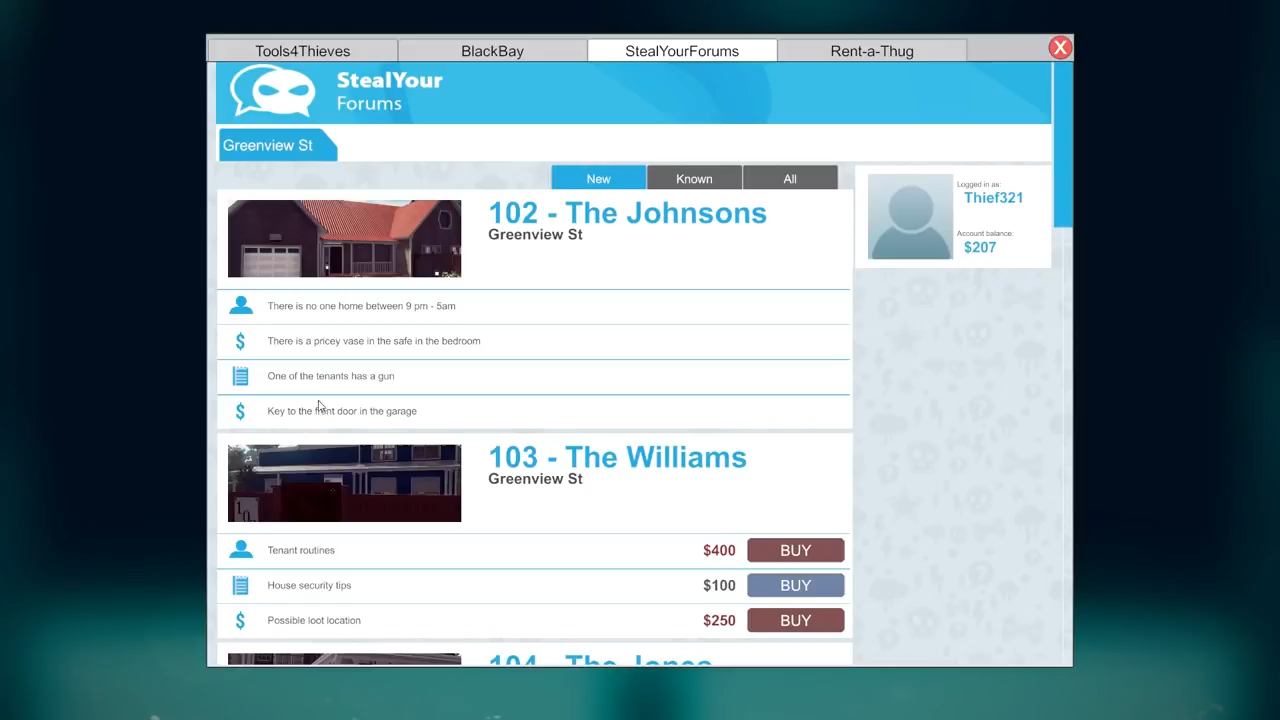 Tools4Thieves
BlackBay
StealYourForums
Rent-a-Thug
X
StealYour
Forums
Greenview St
New
Known
All
Logged in as:
Thief321
Account balance:
$207
102 - The Johnsons
Greenview St
There is no one home between 9 pm - 5am
$ There is a pricey vase in the safe in the bedroom
One of the tenants has a gun
$ Key to the front door in the garage
103 - The Williams
Greenview St
Tenant routines $400 BUY
House security tips $100 BUY
$ Possible loot location $250 BUY
104 - The Jones